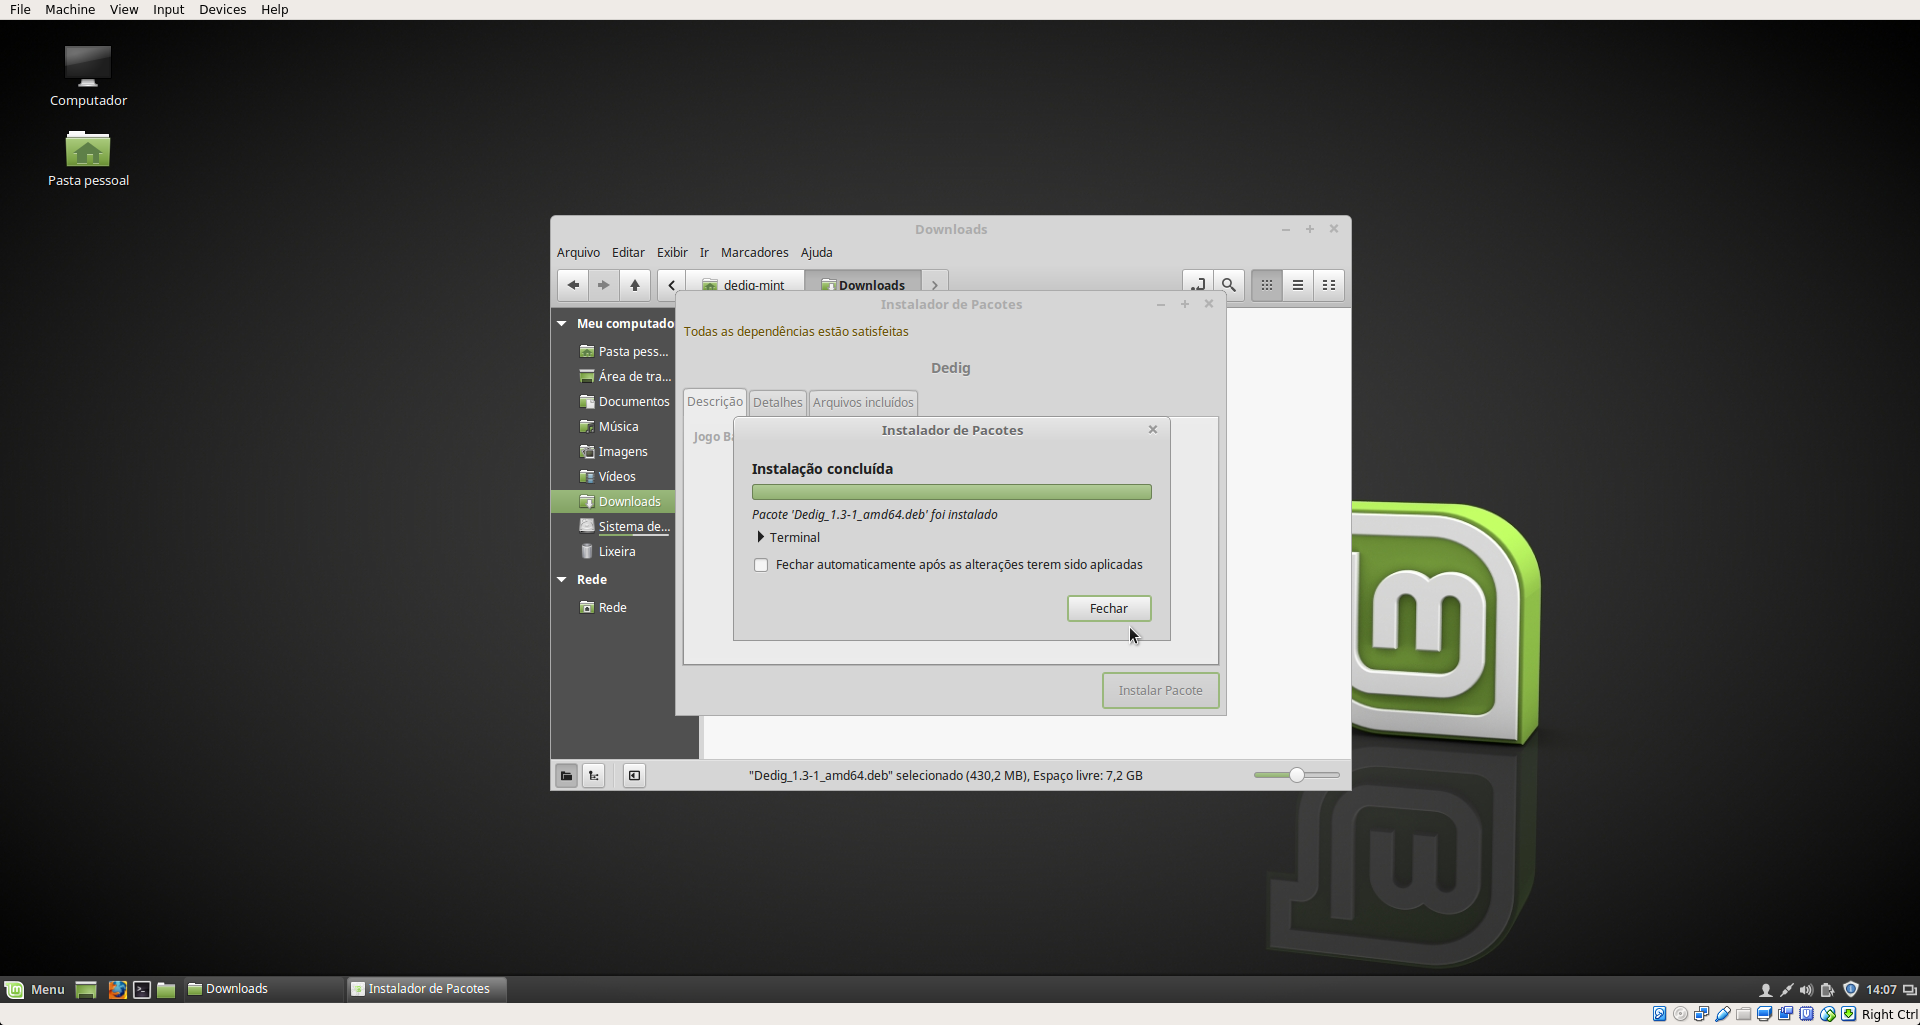 File Machine View Input Devices Help
Computador
Pasta pessoal
Downloads
Arquivo Editar Exibir Ir Marcadores Ajuda
dedig-mint Downloads
Instalador de Pacotes
Todas as dependências estão satisfeitas
Dedig
Descrição Detalhes Arquivos incluídos
Jogo
Instalador de Pacotes
Instalação concluída
Pacote 'Dedig_1.3-1_amd64.deb' foi instalado
Terminal
Fechar automaticamente após as alterações terem sido aplicadas
Fechar
Instalar Pacote
Meu computado
Pasta pess...
Área de tra...
Documentos
Música
Imagens
Vídeos
Downloads
Sistema de...
Lixeira
Rede
Rede
"Dedig_1.3-1_amd64.deb" selecionado (430,2 MB), Espaço livre: 7,2 GB
Menu Downloads Instalador de Pacotes 14:07
Right Ctrl